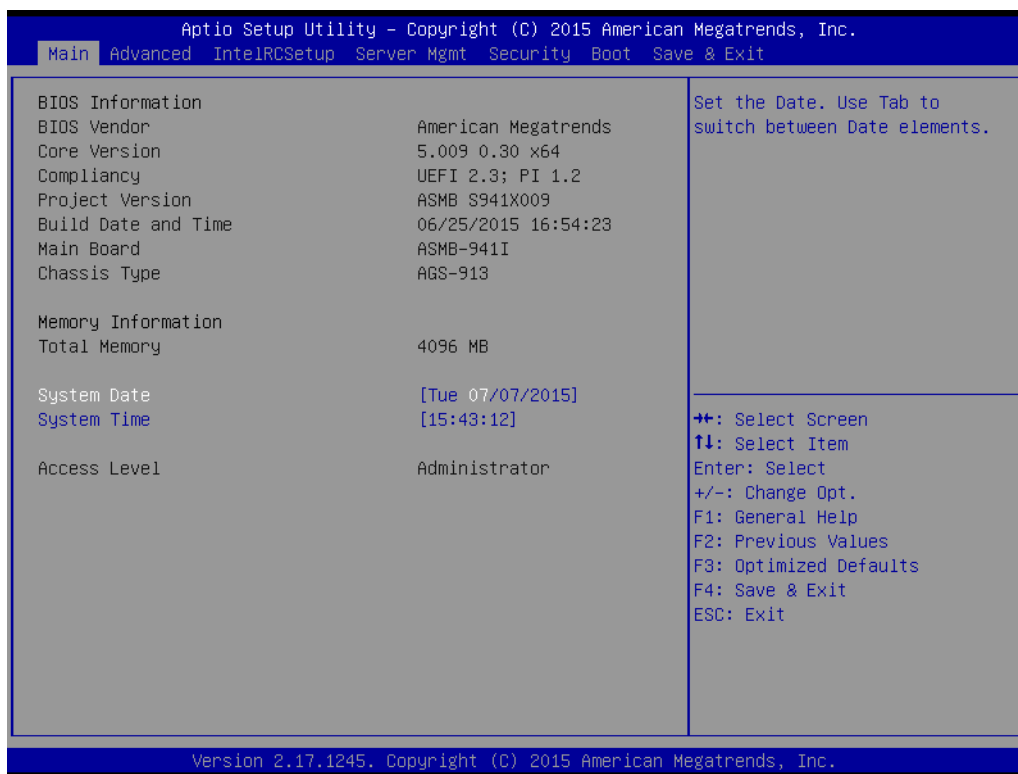 Aptio Setup Utility – Copyright (C) 2015 American Megatrends, Inc.
Main Advanced IntelRCSetup Server Mgmt Security Boot Save & Exit
BIOS Information
BIOS Vendor American Megatrends
Core Version 5.009 0.30 x64
Compliancy UEFI 2.3; PI 1.2
Project Version ASMB S941X009
Build Date and Time 06/25/2015 16:54:23
Main Board ASMB-941I
Chassis Type AGS-913
Memory Information
Total Memory 4096 MB
System Date [Tue 07/07/2015]
System Time [15:43:12]
Access Level Administrator
Set the Date. Use Tab to
switch between Date elements.
→←: Select Screen
↑↓: Select Item
Enter: Select
+/-: Change Opt.
F1: General Help
F2: Previous Values
F3: Optimized Defaults
F4: Save & Exit
ESC: Exit
Version 2.17.1245. Copyright (C) 2015 American Megatrends, Inc.